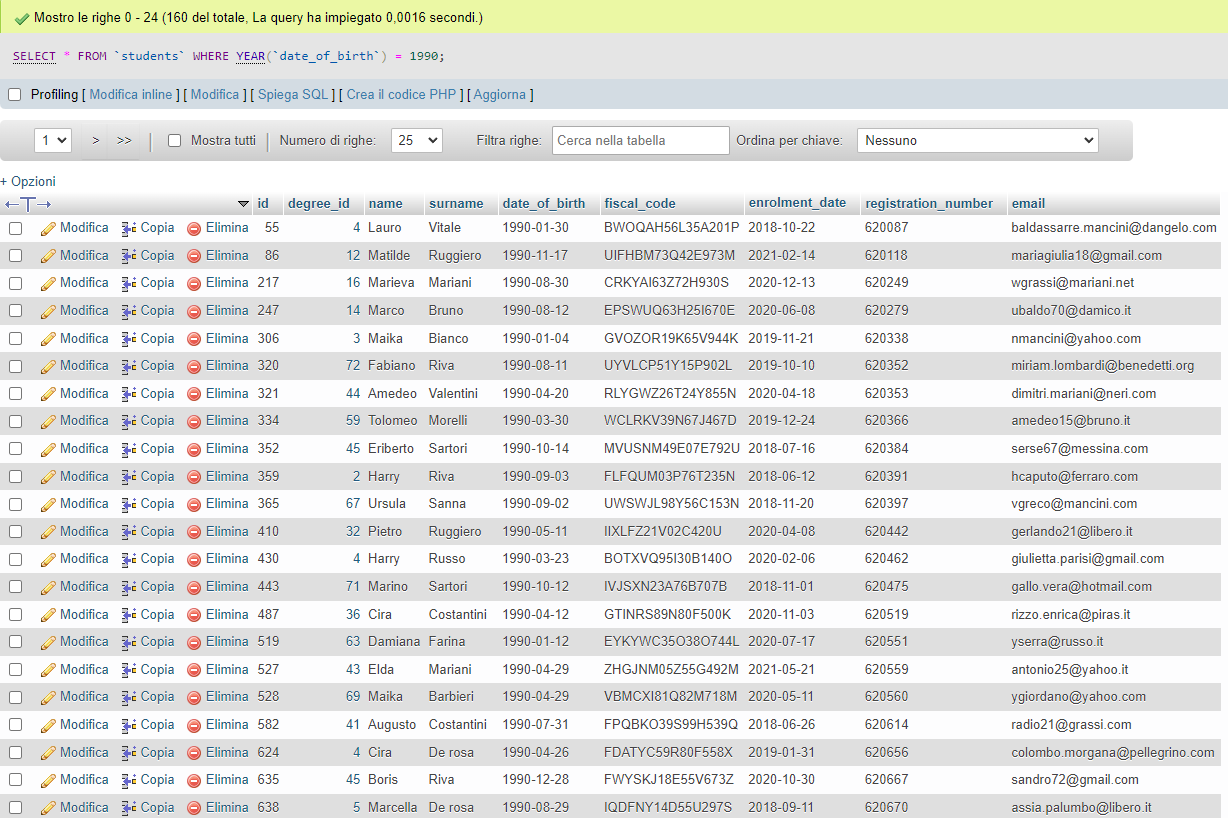 Mostro le righe 0 - 24 (160 del totale, La query ha impiegato 0,0016 secondi.)
SELECT * FROM `students` WHERE YEAR(`date_of_birth`) = 1990;
Profiling [ Modifica inline ] [ Modifica ] [ Spiega SQL ] [ Crea il codice PHP ] [ Aggiorna ]
1 > >> | Mostra tutti | Numero di righe: 25 Filtra righe: Cerca nella tabella Ordina per chiave: Nessuno
+ Opzioni
←T→ id degree_id name surname date_of_birth fiscal_code enrolment_date registration_number email
Modifica Copia Elimina 55 4 Lauro Vitale 1990-01-30 BWOQAH56L35A201P 2018-10-22 620087 baldassarre.mancini@dangelo.com
Modifica Copia Elimina 86 12 Matilde Ruggiero 1990-11-17 UIFHBM73Q42E973M 2021-02-14 620118 mariagiulia18@gmail.com
Modifica Copia Elimina 217 16 Marieva Mariani 1990-08-30 CRKYAI63Z72H930S 2020-12-13 620249 wgrassi@mariani.net
Modifica Copia Elimina 247 14 Marco Bruno 1990-08-12 EPSWUQ63H25I670E 2020-06-08 620279 ubaldo70@damico.it
Modifica Copia Elimina 306 3 Maika Bianco 1990-01-04 GVOZOR19K65V944K 2019-11-21 620338 nmancini@yahoo.com
Modifica Copia Elimina 320 72 Fabiano Riva 1990-08-11 UYVLCP51Y15P902L 2019-10-10 620352 miriam.lombardi@benedetti.org
Modifica Copia Elimina 321 44 Amedeo Valentini 1990-04-20 RLYGWZ26T24Y855N 2020-04-18 620353 dimitri.mariani@neri.com
Modifica Copia Elimina 334 59 Tolomeo Morelli 1990-03-30 WCLRKV39N67J467D 2019-12-24 620366 amedeo15@bruno.it
Modifica Copia Elimina 352 45 Eriberto Sartori 1990-10-14 MVUSNM49E07E792U 2018-07-16 620384 serse67@messina.com
Modifica Copia Elimina 359 2 Harry Riva 1990-09-03 FLFQUM03P76T235N 2018-06-12 620391 hcaputo@ferraro.com
Modifica Copia Elimina 365 67 Ursula Sanna 1990-09-02 UWSWJL98Y56C153N 2018-11-20 620397 vgreco@mancini.com
Modifica Copia Elimina 410 32 Pietro Ruggiero 1990-05-11 IIXLFZ21V02C420U 2020-04-08 620442 gerlando21@libero.it
Modifica Copia Elimina 430 4 Harry Russo 1990-03-23 BOTXVQ95I30B140O 2020-02-06 620462 giulietta.parisi@gmail.com
Modifica Copia Elimina 443 71 Marino Sartori 1990-10-12 IVJSXN23A76B707B 2018-11-01 620475 gallo.vera@hotmail.com
Modifica Copia Elimina 487 36 Cira Costantini 1990-04-12 GTINRS89N80F500K 2020-11-03 620519 rizzo.enrica@piras.it
Modifica Copia Elimina 519 63 Damiana Farina 1990-01-12 EYKYWC35O38O744L 2020-07-17 620551 yserra@russo.it
Modifica Copia Elimina 527 43 Elda Mariani 1990-04-29 ZHGJNM05Z55G492M 2021-05-21 620559 antonio25@yahoo.it
Modifica Copia Elimina 528 69 Maika Barbieri 1990-04-29 VBMCXI81Q82M718M 2020-05-11 620560 ygiordano@yahoo.com
Modifica Copia Elimina 582 41 Augusto Costantini 1990-07-31 FPQBKO39S99H539Q 2018-06-26 620614 radio21@grassi.com
Modifica Copia Elimina 624 4 Cira De rosa 1990-04-26 FDATYC59R80F558X 2019-01-31 620656 colombo.morgana@pellegrino.com
Modifica Copia Elimina 635 45 Boris Riva 1990-12-28 FWYSKJ18E55V673Z 2020-10-30 620667 sandro72@gmail.com
Modifica Copia Elimina 638 5 Marcella De rosa 1990-08-29 IQDFNY14D55U297S 2018-09-11 620670 assia.palumbo@libero.it